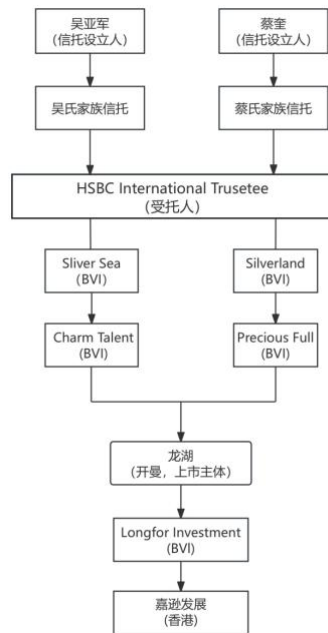 吴亚军
(信托设立人)
蔡奎
(信托设立人)
吴氏家族信托
蔡氏家族信托
HSBC International Trusetee
(受托人)
Sliver Sea
(BVI)
Silverland
(BVI)
Charm Talent
(BVI)
Precious Full
(BVI)
龙湖
(开曼，上市主体)
Longfor Investment
(BVI)
嘉逊发展
(香港)